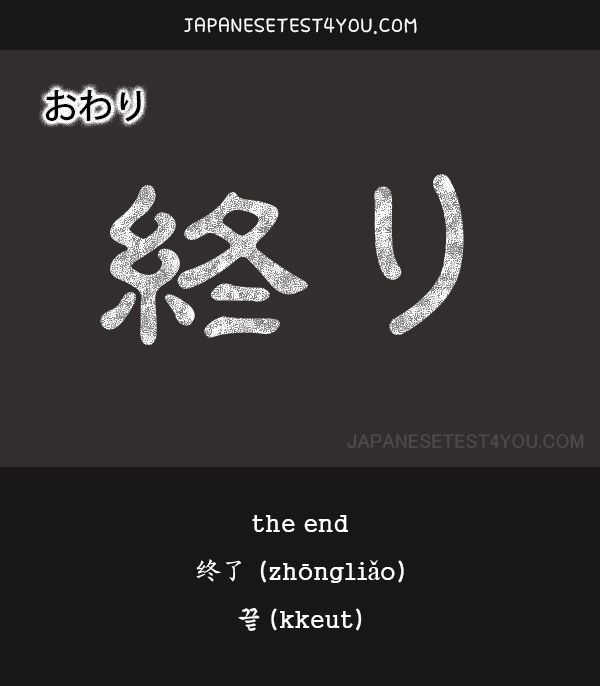 JAPANESETEST4YOU.COM
おわり
終り
JAPANESETEST4YOU.COM
the end
终了 (zhōngliǎo)
끝 (kkeut)